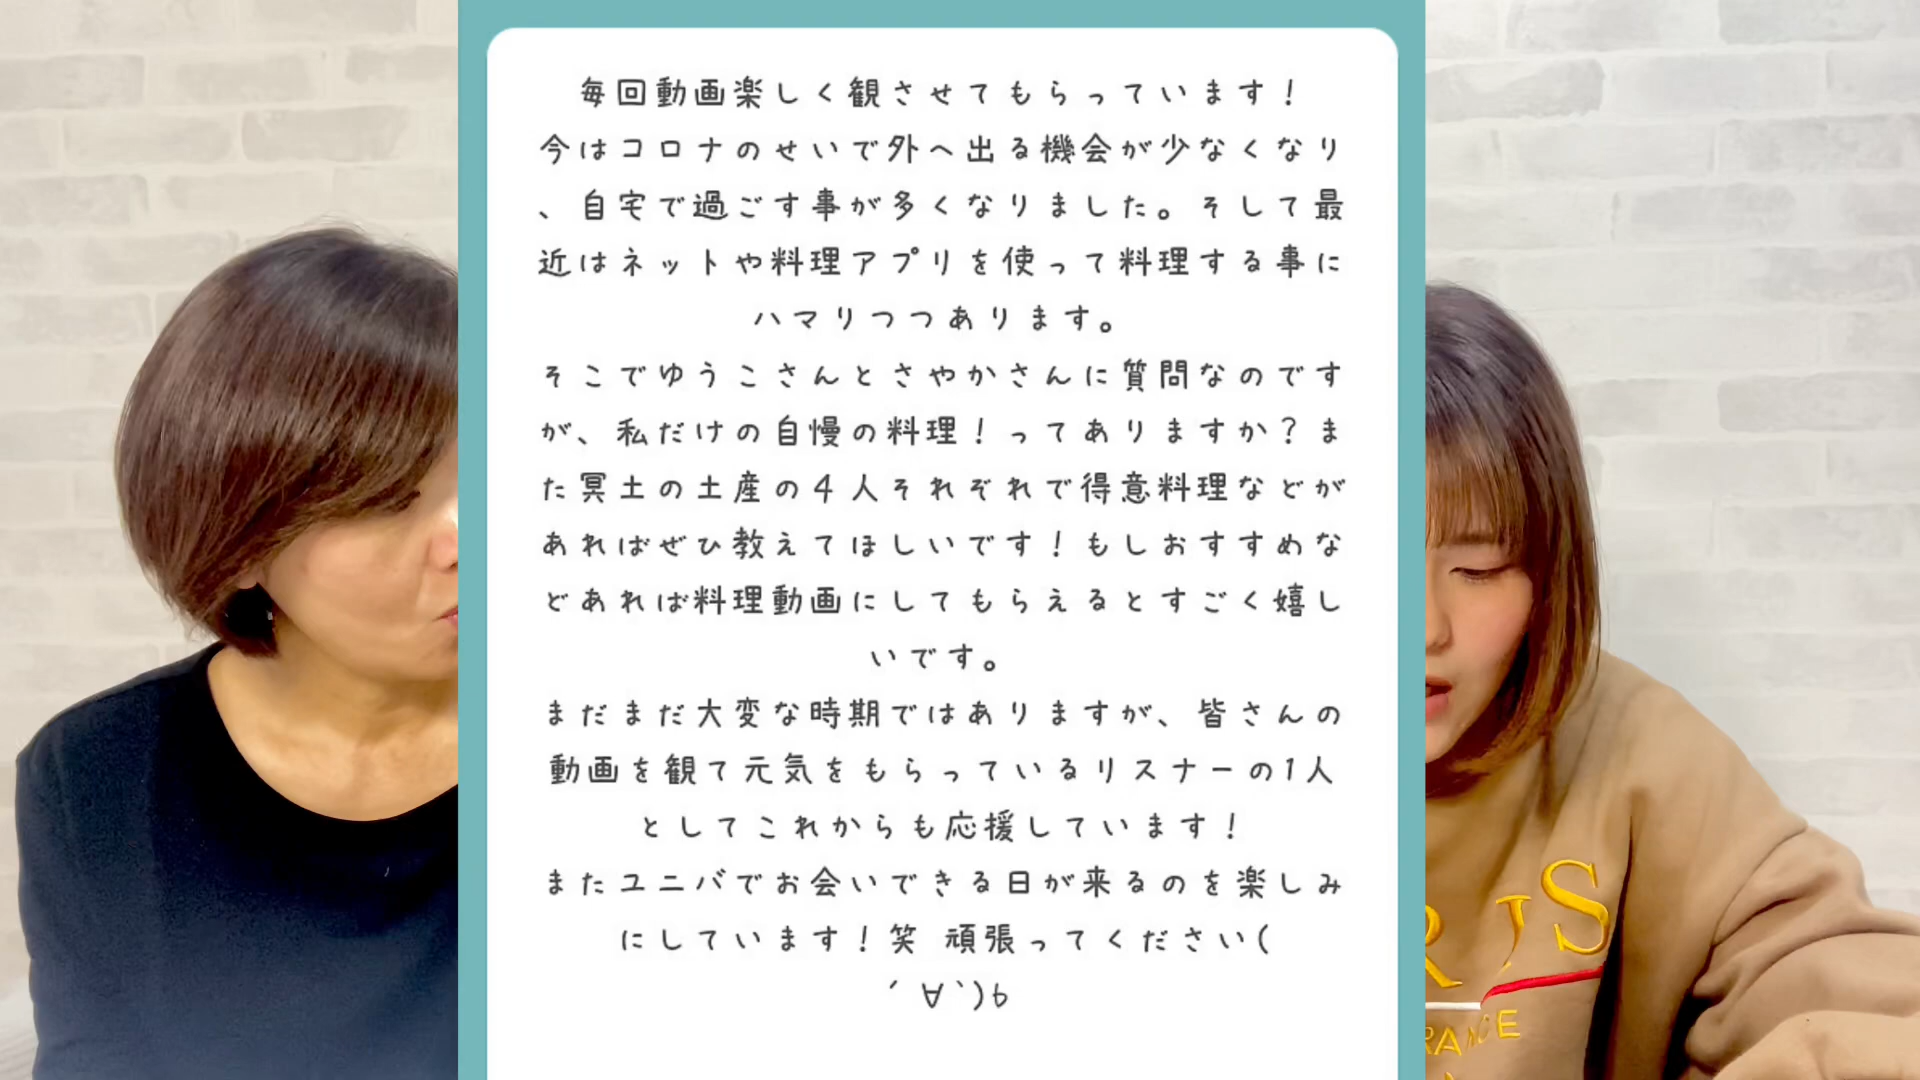 毎回動画楽しく観させてもらっています！
今はコロナのせいで外へ出る機会が少なくなり
、自宅で過ごす事が多くなりました。そして最
近はネットや料理アプリを使って料理する事に
ハマりつつあります。
そこでゆうこさんとさやかさんに質問なのです
が、私だけの自慢の料理！ってありますか？ま
た冥土の土産の4人それぞれで得意料理などが
あればぜひ教えてほしいです！もしおすすめな
どあれば料理動画にしてもらえるとすごく嬉し
いです。
まだまだ大変な時期ではありますが、皆さんの
動画を観て元気をもらっているリスナーの1人
としてこれからも応援しています！
またユニバでお会いできる日が来るのを楽しみ
にしています！笑 頑張ってください(
´∀`)b